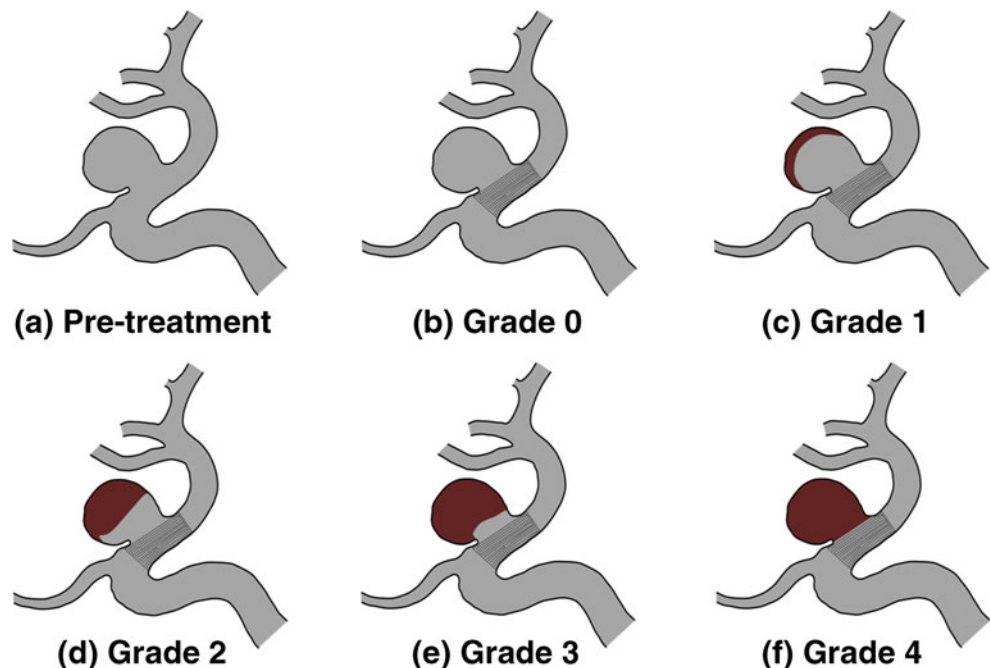 (a) Pre-treatment
(b) Grade 0
(c) Grade 1
(d) Grade 2
(e) Grade 3
(f) Grade 4